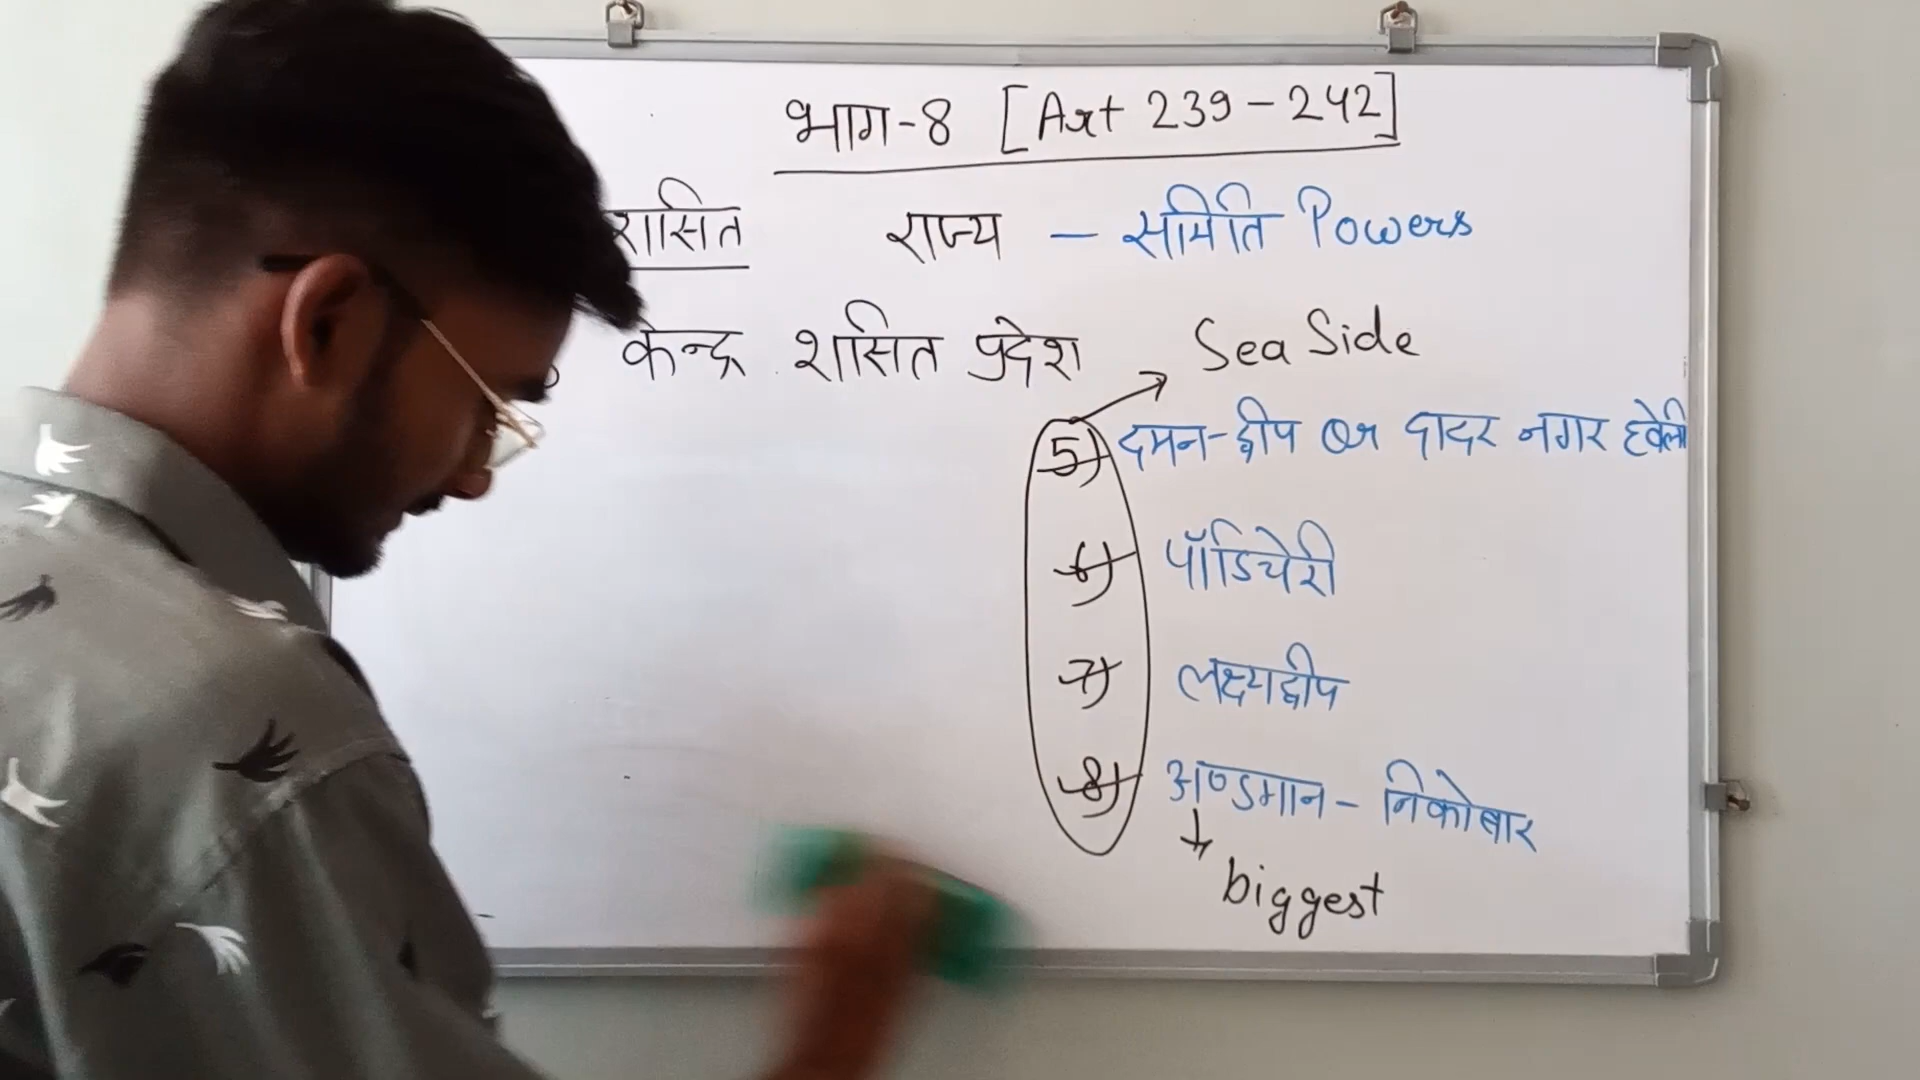 भाग-8 [Art 239-242]
शासित राज्य - समिति Powers
केन्द्र शासित प्रदेश Sea Side
5) दमन-द्वीप or दादर नगर हवेली
6) पॉडिचेरी
7) लक्ष्यद्वीप
8) अण्डमान - निकोबार
biggest